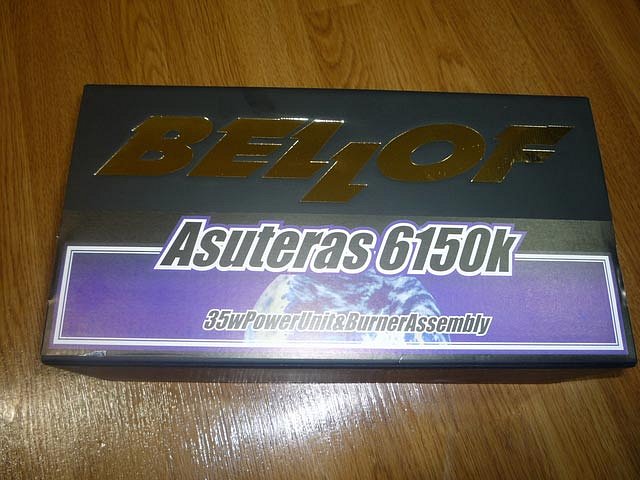 BELLOF
Asuteras 6150k
35wPowerUnit&BurnerAssembly